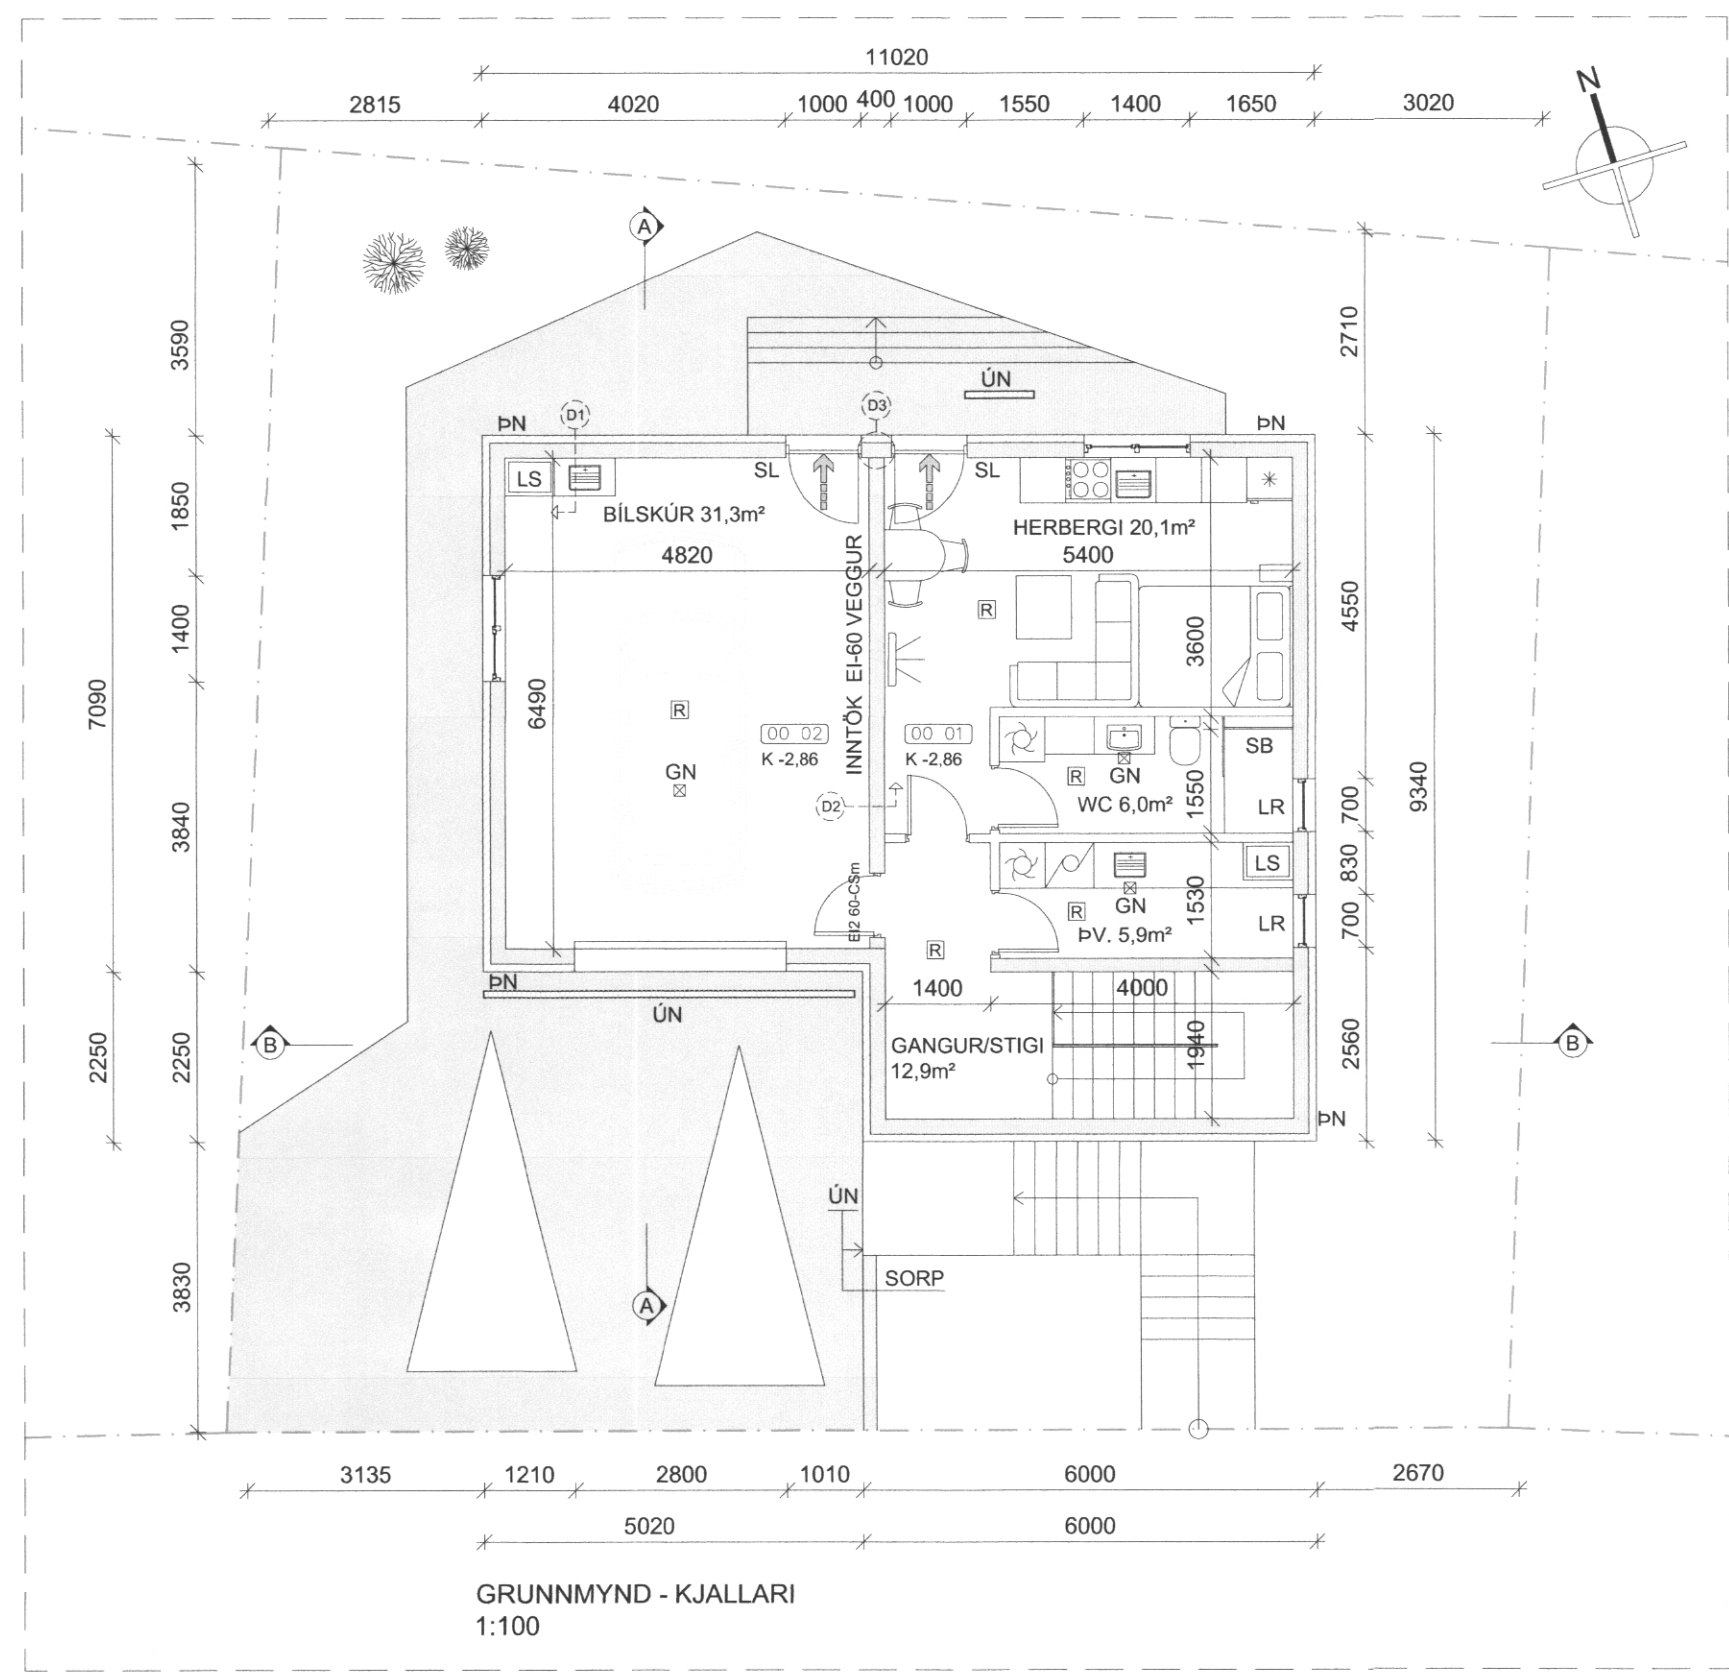 11020
2815 4020 1000 400 1000 1550 1400 1650 3020
N
A
3590
2710
ÚN
D1
D3
ÞN
ÞN
LS
SL
SL
BÍLSKÚR 31,3m²
HERBERGI 20,1m²
4820
5400
1850
1400
7090
3840
6490
INNTÖK EI-60 VEGGUR
R
R
3600
4550
00 02
K -2,86
00 01
K -2,86
GN
D2
SB
R
GN
WC 6,0m²
1550
LR
700
9340
830
LS
EI2 60-CSm
1530
R
GN
ÞV. 5,9m²
LR
700
R
ÞN
ÚN
1400
4000
2250
2250
B
GANGUR/STIGI
12,9m²
1940
2560
B
ÞN
ÚN
SORP
3830
A
3135 1210 2800 1010 6000 2670
5020 6000
GRUNNMYND - KJALLARI
1:100